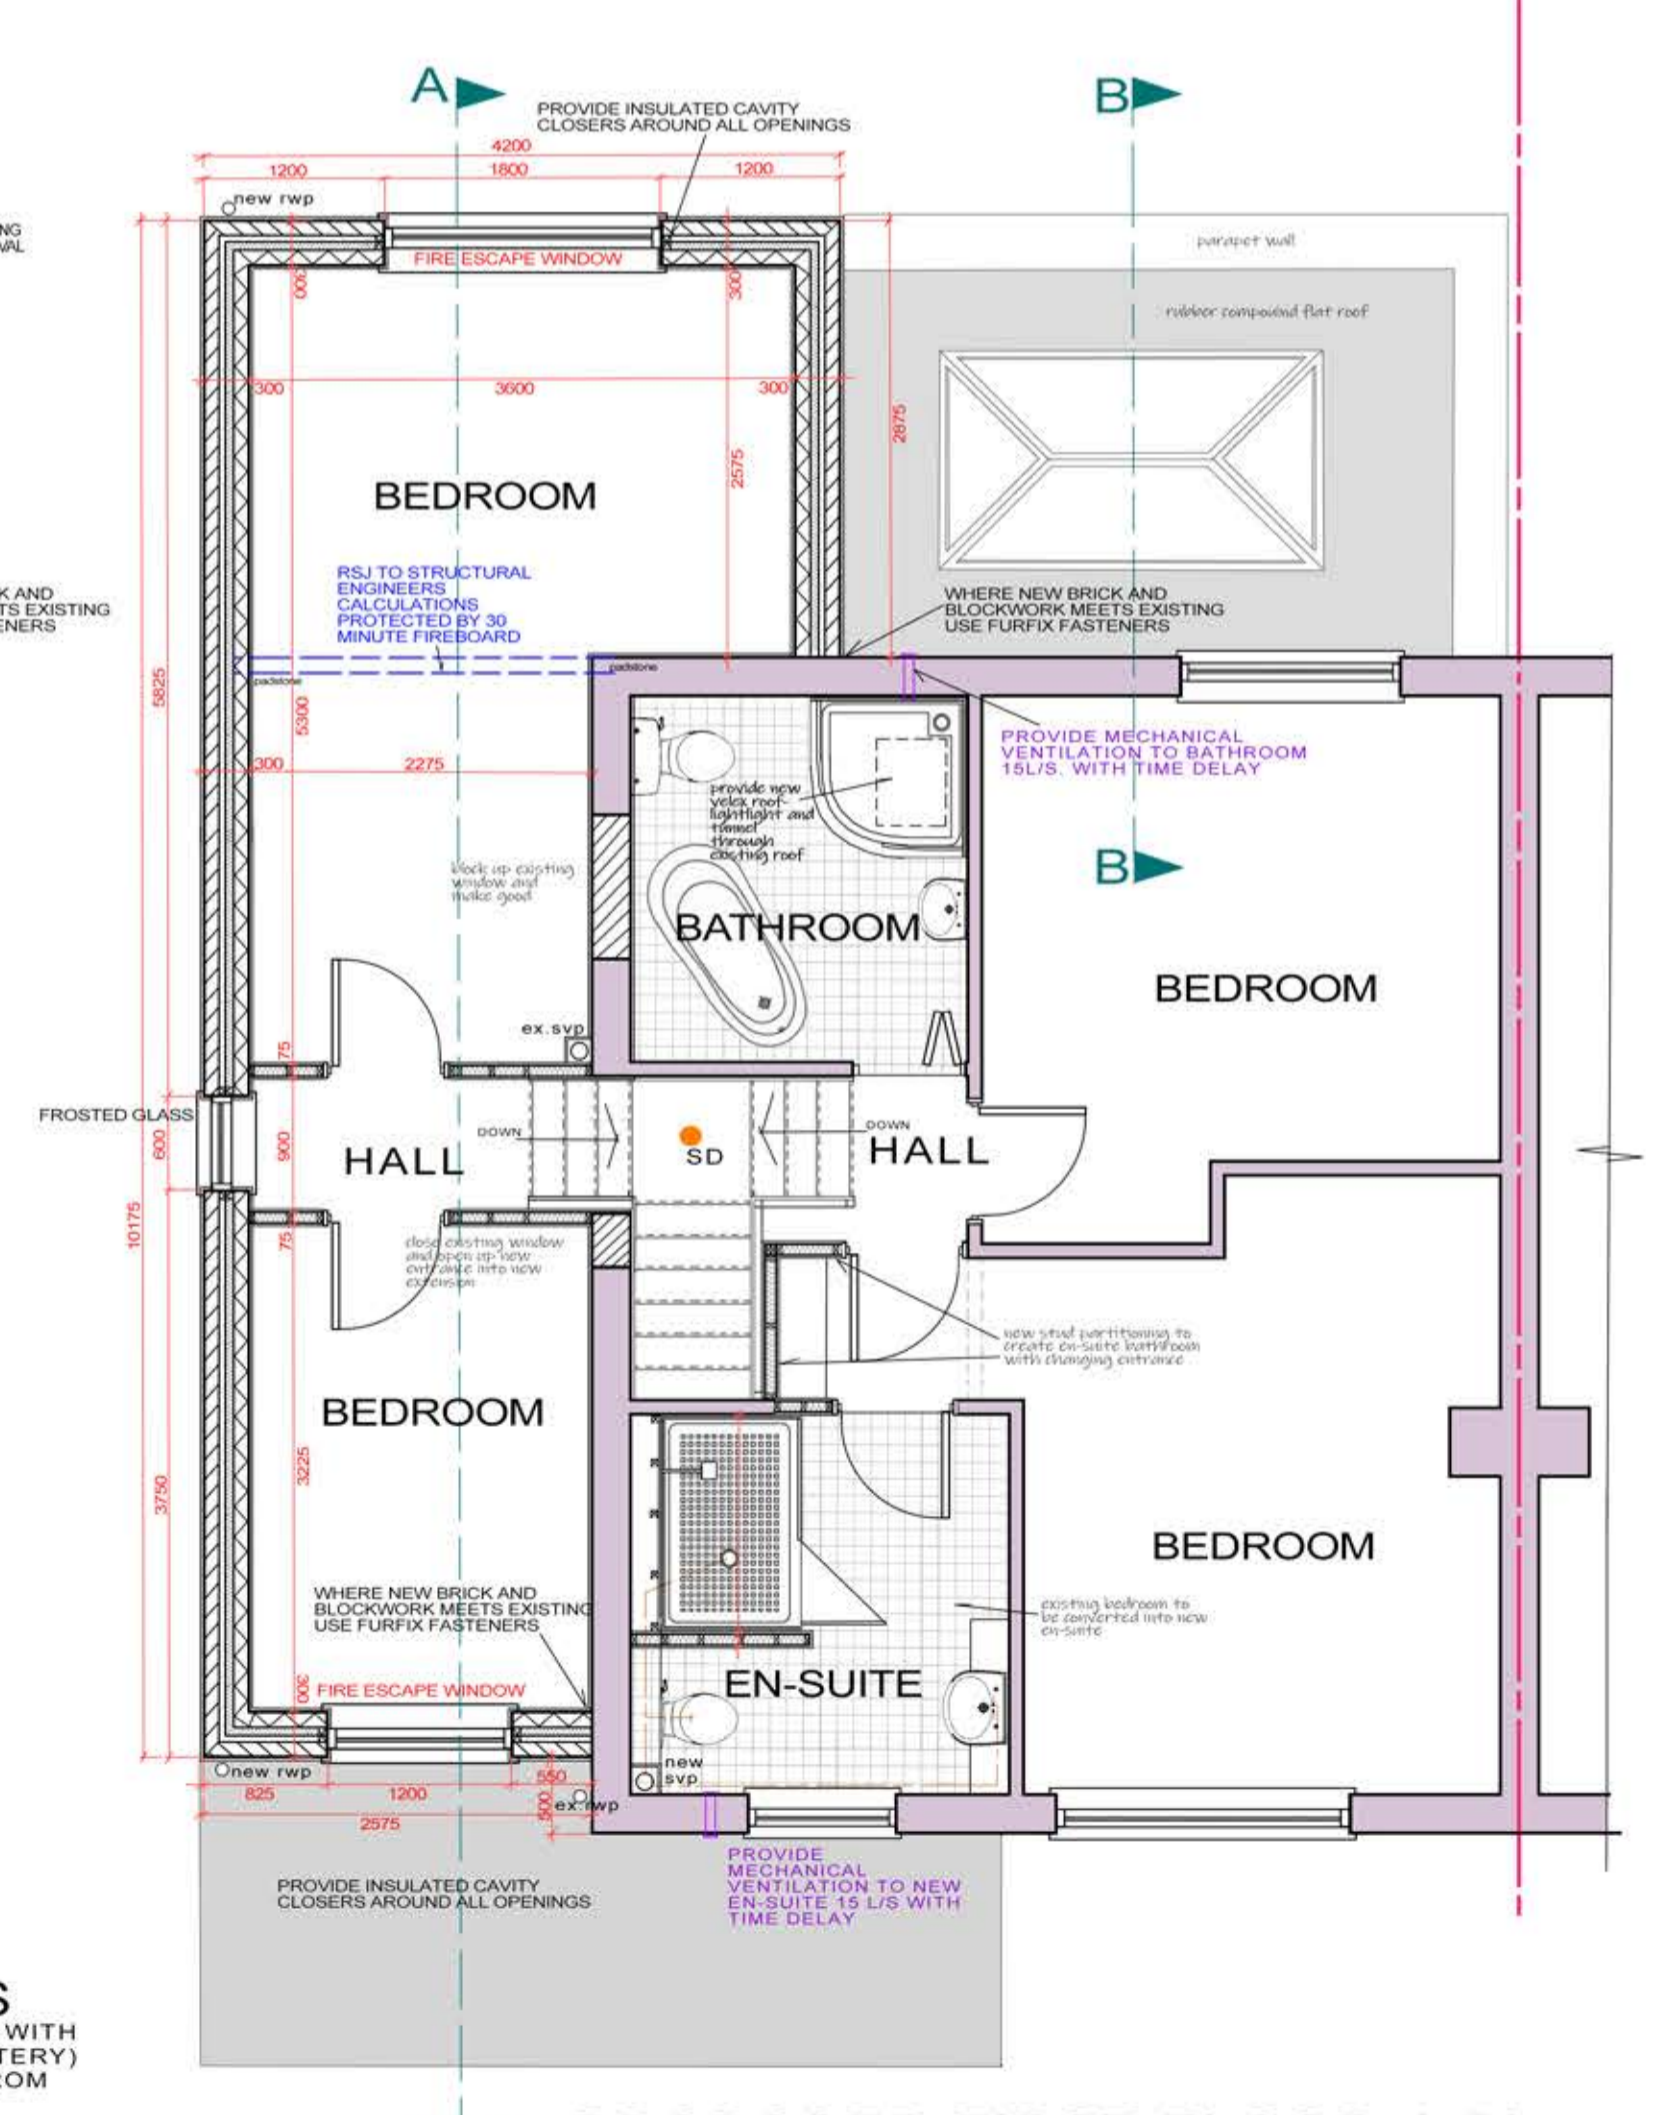 A
B
PROVIDE INSULATED CAVITY
CLOSERS AROUND ALL OPENINGS
4200
1200
1800
1200
new rwp
NG
VAL
FIRE ESCAPE WINDOW
parapet wall
300
300
rubber compound flat roof
300
3600
300
2875
2575
BEDROOM
RSJ TO STRUCTURAL
ENGINEERS
CALCULATIONS
PROTECTED BY 30
MINUTE FIREBOARD
K AND
TS EXISTING
ENERS
WHERE NEW BRICK AND
BLOCKWORK MEETS EXISTING
USE FURFIX FASTENERS
padstone
padstone
5825
5300
PROVIDE MECHANICAL
VENTILATION TO BATHROOM
15L/S. WITH TIME DELAY
300
2275
provide new
velex roof-
lightlight and
tunnel
through
existing roof
block up existing
window and
make good
B
BATHROOM
BEDROOM
ex.svp
75
FROSTED GLASS
600
900
DOWN
DOWN
HALL
SD
HALL
10175
75
close existing window
and open up new
entrance into new
extension
new stud partitioning to
create en-suite bathroom
with changing entrance
BEDROOM
3225
3750
BEDROOM
WHERE NEW BRICK AND
BLOCKWORK MEETS EXISTING
USE FURFIX FASTENERS
existing bedroom to
be converted into new
en-suite
300
FIRE ESCAPE WINDOW
EN-SUITE
new rwp
new
svp
825
1200
550
500
ex.rwp
2575
PROVIDE
MECHANICAL
VENTILATION TO NEW
EN-SUITE 15 L/S WITH
TIME DELAY
PROVIDE INSULATED CAVITY
CLOSERS AROUND ALL OPENINGS
S
WITH
TERY)
ROM